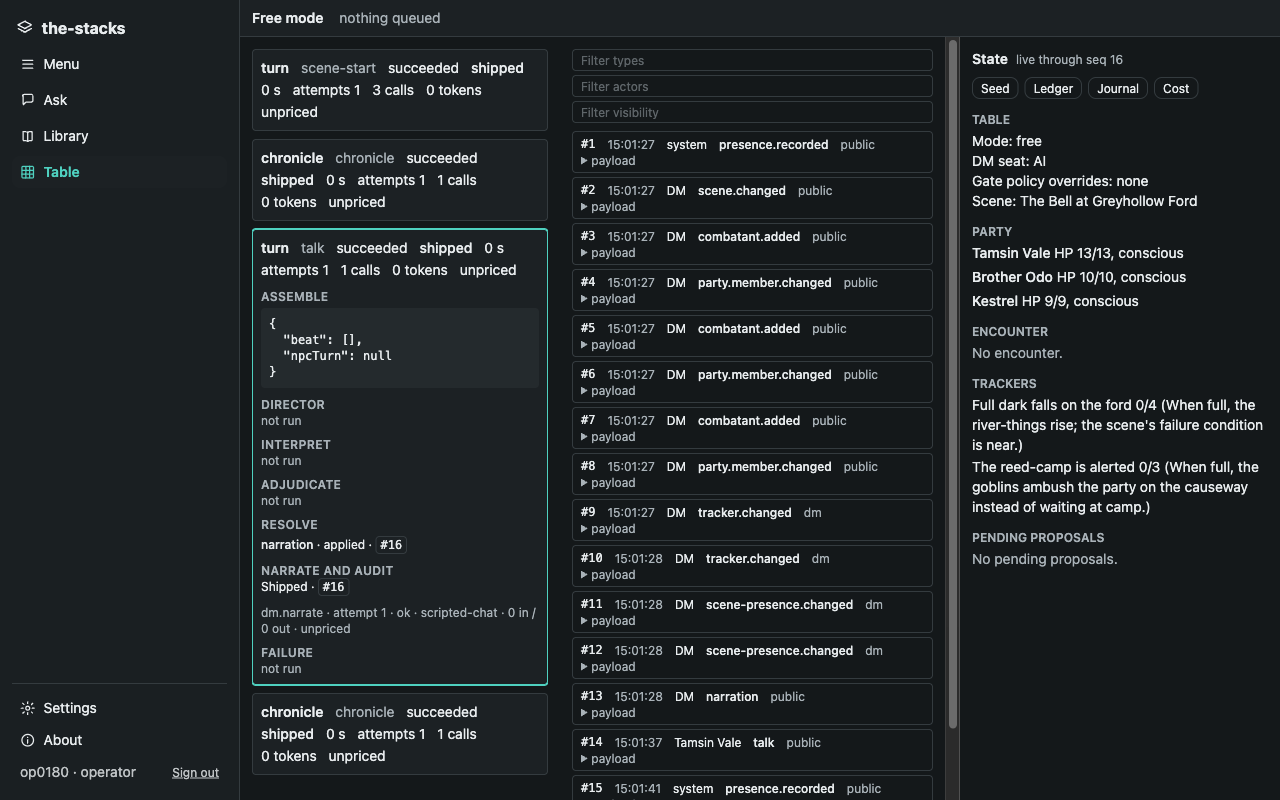 the-stacks
Menu
Ask
Library
Table
Settings
About
op0180 · operator
Sign out
Free mode nothing queued
turn scene-start succeeded shipped
0 s attempts 1 3 calls 0 tokens
unpriced
chronicle chronicle succeeded
shipped 0 s attempts 1 1 calls
0 tokens unpriced
turn talk succeeded shipped 0 s
attempts 1 1 calls 0 tokens unpriced
ASSEMBLE
{
"beat": [],
"npcTurn": null
}
DIRECTOR
not run
INTERPRET
not run
ADJUDICATE
not run
RESOLVE
narration · applied · #16
NARRATE AND AUDIT
Shipped · #16
dm.narrate · attempt 1 · ok · scripted-chat · 0 in /
0 out · unpriced
FAILURE
not run
chronicle chronicle succeeded
shipped 0 s attempts 1 1 calls
0 tokens unpriced
Filter types
Filter actors
Filter visibility
#1 15:01:27 system presence.recorded public
payload
#2 15:01:27 DM scene.changed public
payload
#3 15:01:27 DM combatant.added public
payload
#4 15:01:27 DM party.member.changed public
payload
#5 15:01:27 DM combatant.added public
payload
#6 15:01:27 DM party.member.changed public
payload
#7 15:01:27 DM combatant.added public
payload
#8 15:01:27 DM party.member.changed public
payload
#9 15:01:27 DM tracker.changed dm
payload
#10 15:01:28 DM tracker.changed dm
payload
#11 15:01:28 DM scene-presence.changed dm
payload
#12 15:01:28 DM scene-presence.changed dm
payload
#13 15:01:28 DM narration public
payload
#14 15:01:37 Tamsin Vale talk public
payload
#15 15:01:41 system presence.recorded public
State live through seq 16
Seed Ledger Journal Cost
TABLE
Mode: free
DM seat: AI
Gate policy overrides: none
Scene: The Bell at Greyhollow Ford
PARTY
Tamsin Vale HP 13/13, conscious
Brother Odo HP 10/10, conscious
Kestrel HP 9/9, conscious
ENCOUNTER
No encounter.
TRACKERS
Full dark falls on the ford 0/4 (When full, the
river-things rise; the scene's failure condition
is near.)
The reed-camp is alerted 0/3 (When full, the
goblins ambush the party on the causeway
instead of waiting at camp.)
PENDING PROPOSALS
No pending proposals.